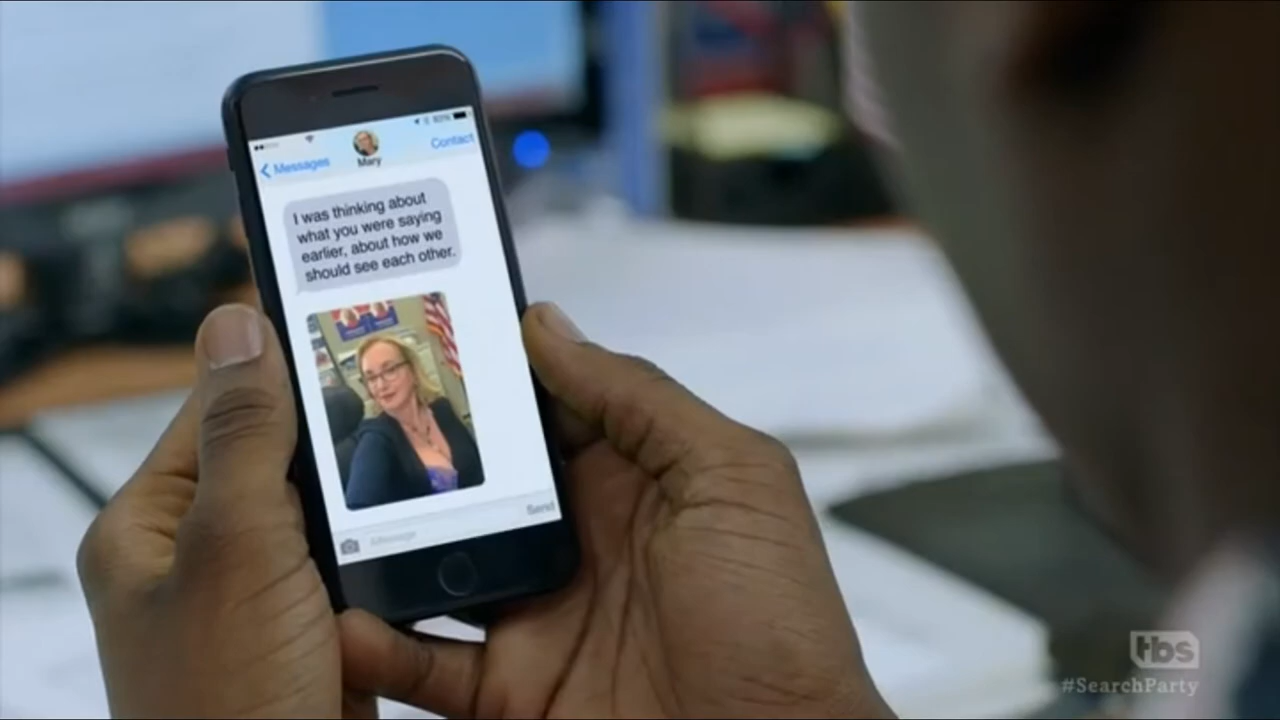 Messages
Mary
Contact
I was thinking about
what you were saying
earlier, about how we
should see each other.
iMessage
Send
tbs
#SearchParty